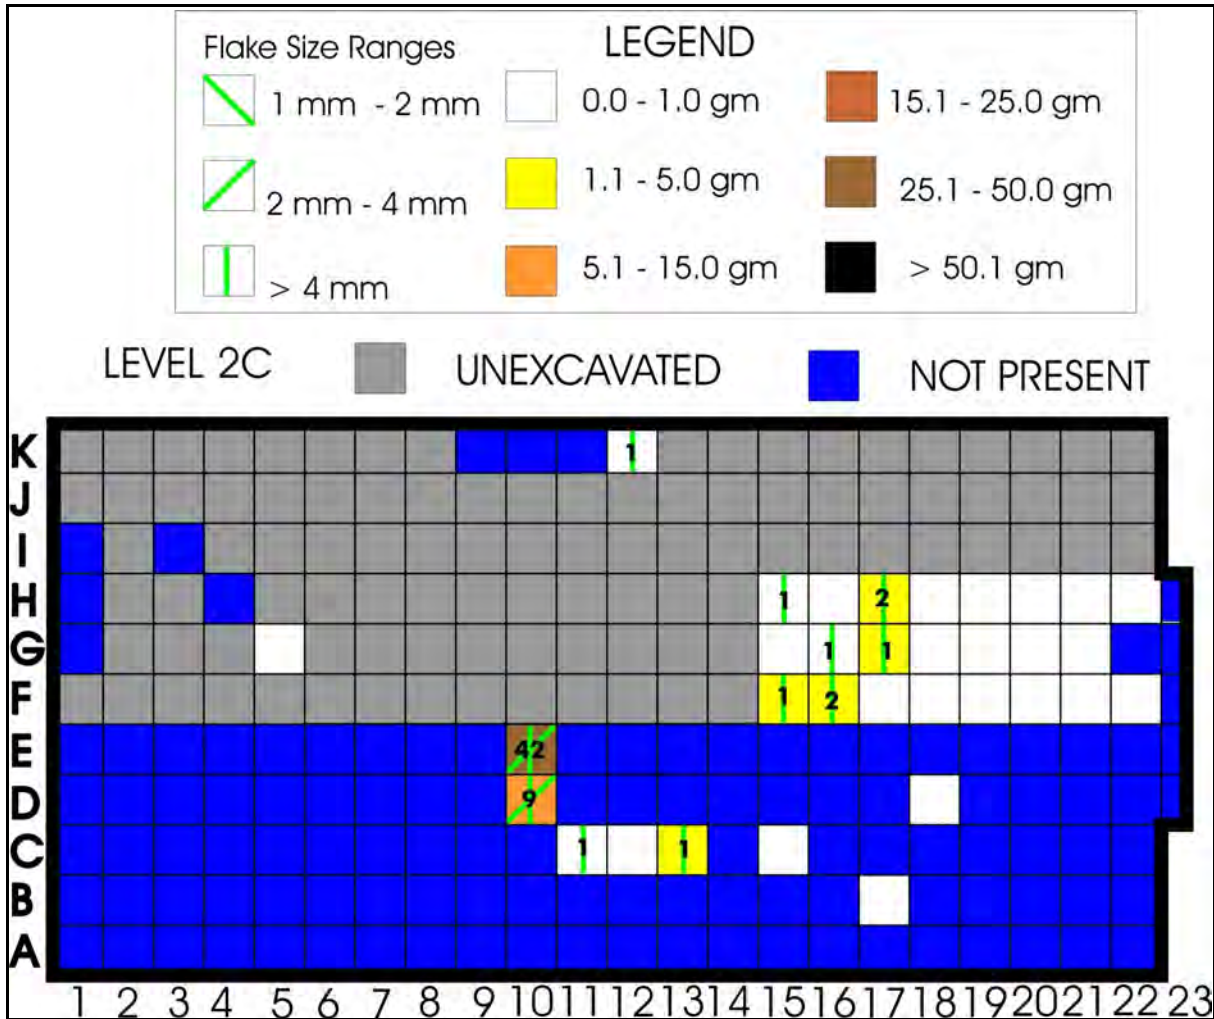 LEGEND
Flake Size Ranges
1 mm - 2 mm 0.0 - 1.0 gm 15.1 - 25.0 gm
2 mm - 4 mm 1.1 - 5.0 gm 25.1 - 50.0 gm
> 4 mm 5.1 - 15.0 gm > 50.1 gm
LEVEL 2C UNEXCAVATED NOT PRESENT
K 1
J
I
H 1 2
G 1 1
F 1 2
E 42
D 9
C 1 1
B
A
1 2 3 4 5 6 7 8 9 10 11 12 13 14 15 16 17 18 19 20 21 22 23